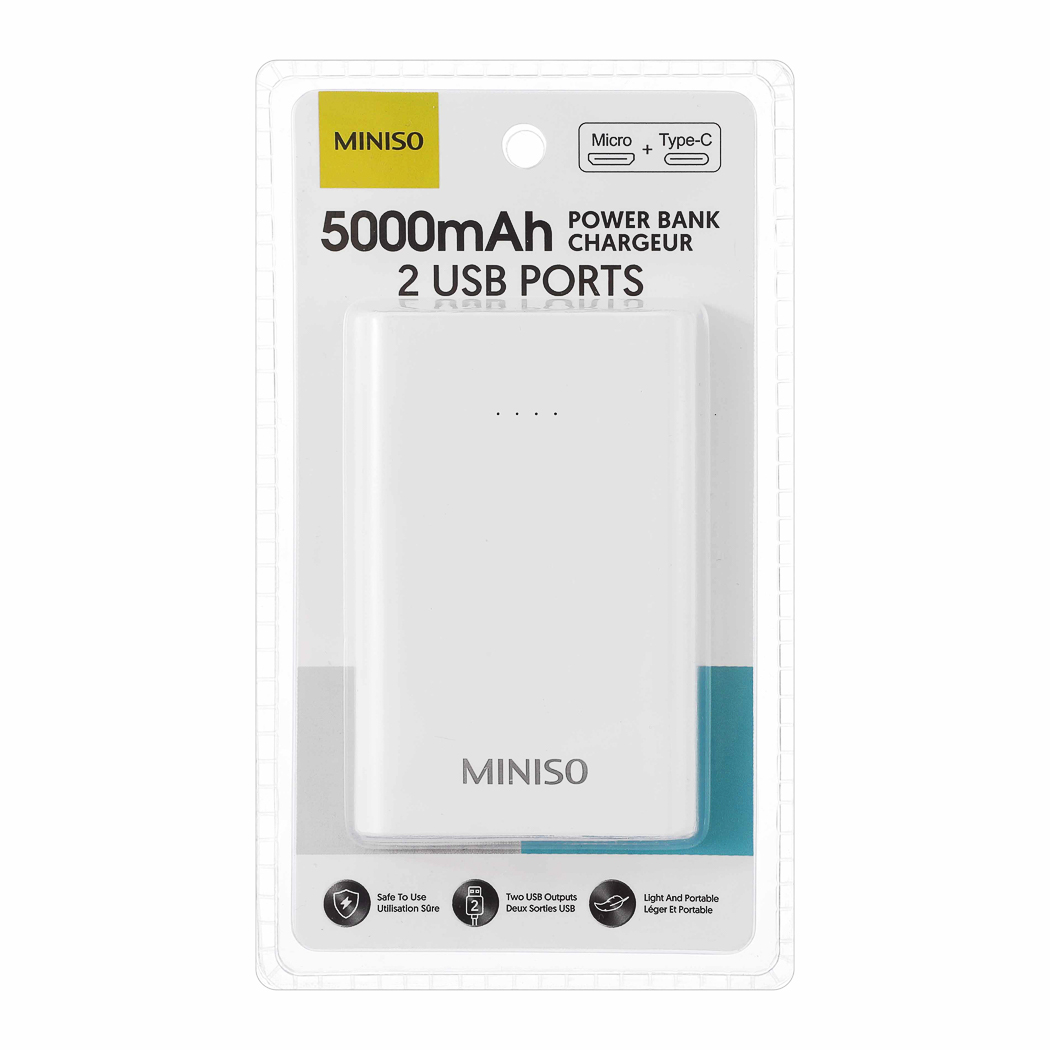 MINISO
Micro + Type-C
5000mAh
POWER BANK
CHARGEUR
2 USB PORTS
MINISO
Safe To Use
Utilisation Sûre
2
Two USB Outputs
Deux Sorties USB
Light And Portable
Léger Et Portable